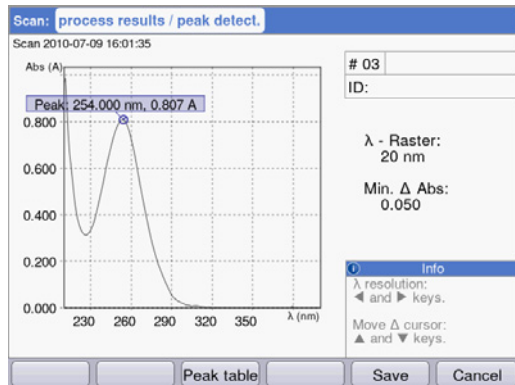 Scan: process results / peak detect.
Scan 2010-07-09 16:01:35
Abs (A)
# 03
ID:
Peak: 254.000 nm, 0.807 A
0.800
0.600
0.400
0.200
0.000
230 260 290 320 350 λ (nm)
λ - Raster:
20 nm
Min. Δ Abs:
0.050
Info
λ resolution:
◀ and ▶ keys.
Move Δ cursor:
▲ and ▼ keys.
Peak table
Save
Cancel